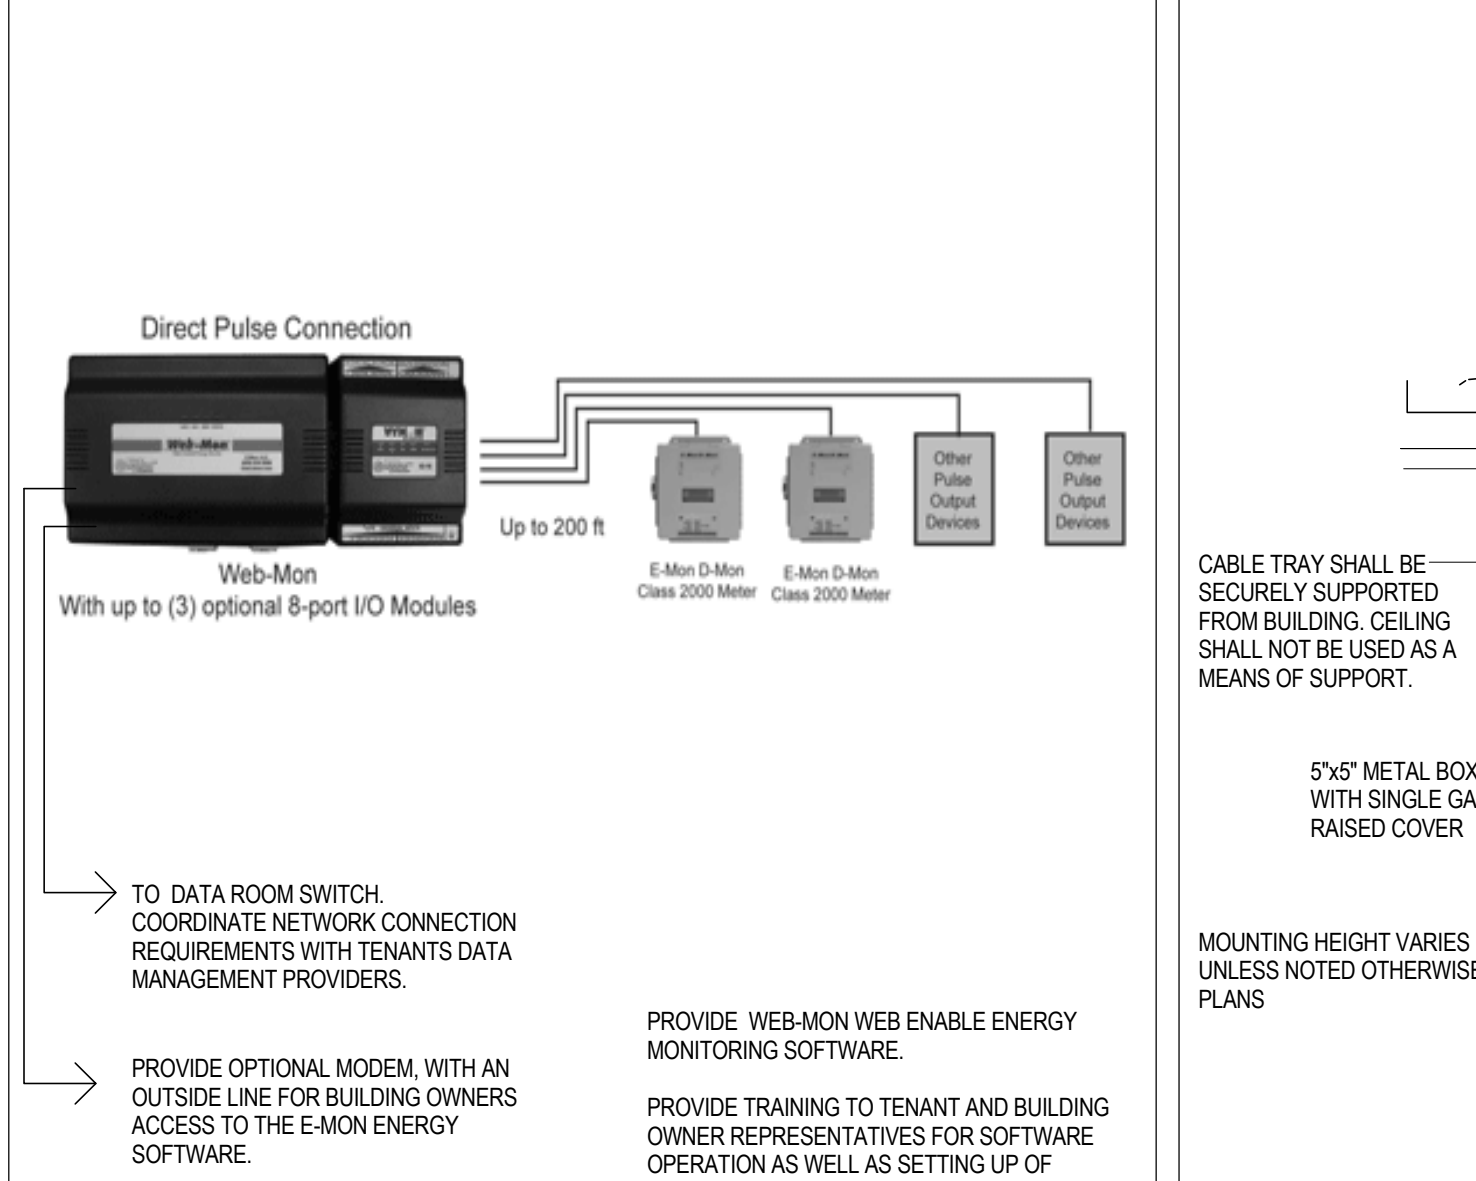 Direct Pulse Connection
Web-Mon
Up to 200 ft
Web-Mon
With up to (3) optional 8-port I/O Modules
E-Mon D-Mon
Class 2000 Meter
E-Mon D-Mon
Class 2000 Meter
Other
Pulse
Output
Devices
Other
Pulse
Output
Devices
TO DATA ROOM SWITCH.
COORDINATE NETWORK CONNECTION
REQUIREMENTS WITH TENANTS DATA
MANAGEMENT PROVIDERS.
PROVIDE OPTIONAL MODEM, WITH AN
OUTSIDE LINE FOR BUILDING OWNERS
ACCESS TO THE E-MON ENERGY
SOFTWARE.
PROVIDE WEB-MON WEB ENABLE ENERGY
MONITORING SOFTWARE.
PROVIDE TRAINING TO TENANT AND BUILDING
OWNER REPRESENTATIVES FOR SOFTWARE
OPERATION AS WELL AS SETTING UP OF
CABLE TRAY SHALL BE
SECURELY SUPPORTED
FROM BUILDING. CEILING
SHALL NOT BE USED AS A
MEANS OF SUPPORT.
5"x5" METAL BOX
WITH SINGLE GA
RAISED COVER
MOUNTING HEIGHT VARIES
UNLESS NOTED OTHERWISE
PLANS